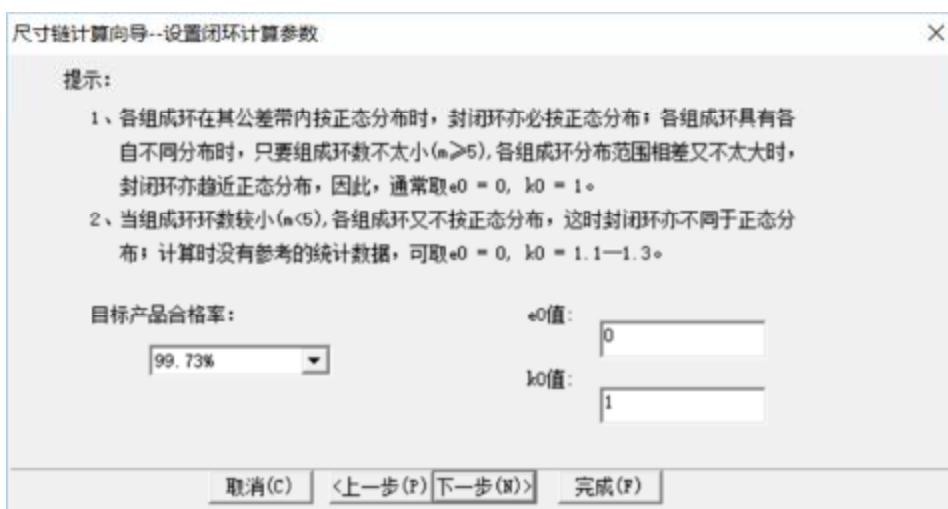 尺寸链计算向导--设置闭环计算参数
提示：
1、各组成环在其公差带内按正态分布时，封闭环亦必按正态分布；各组成环具有各
自不同分布时，只要组成环数不太小(m≥5),各组成环分布范围相差又不太大时，
封闭环亦趋近正态分布，因此，通常取e0 = 0, k0 = 1。
2、当组成环环数较小(m<5),各组成环又不按正态分布，这时封闭环亦不同于正态分
布；计算时没有参考的统计数据，可取e0 = 0, k0 = 1.1—1.3。
目标产品合格率：
99.73%
e0值:
0
k0值:
1
取消(C) <上一步(P) 下一步(N)> 完成(F)